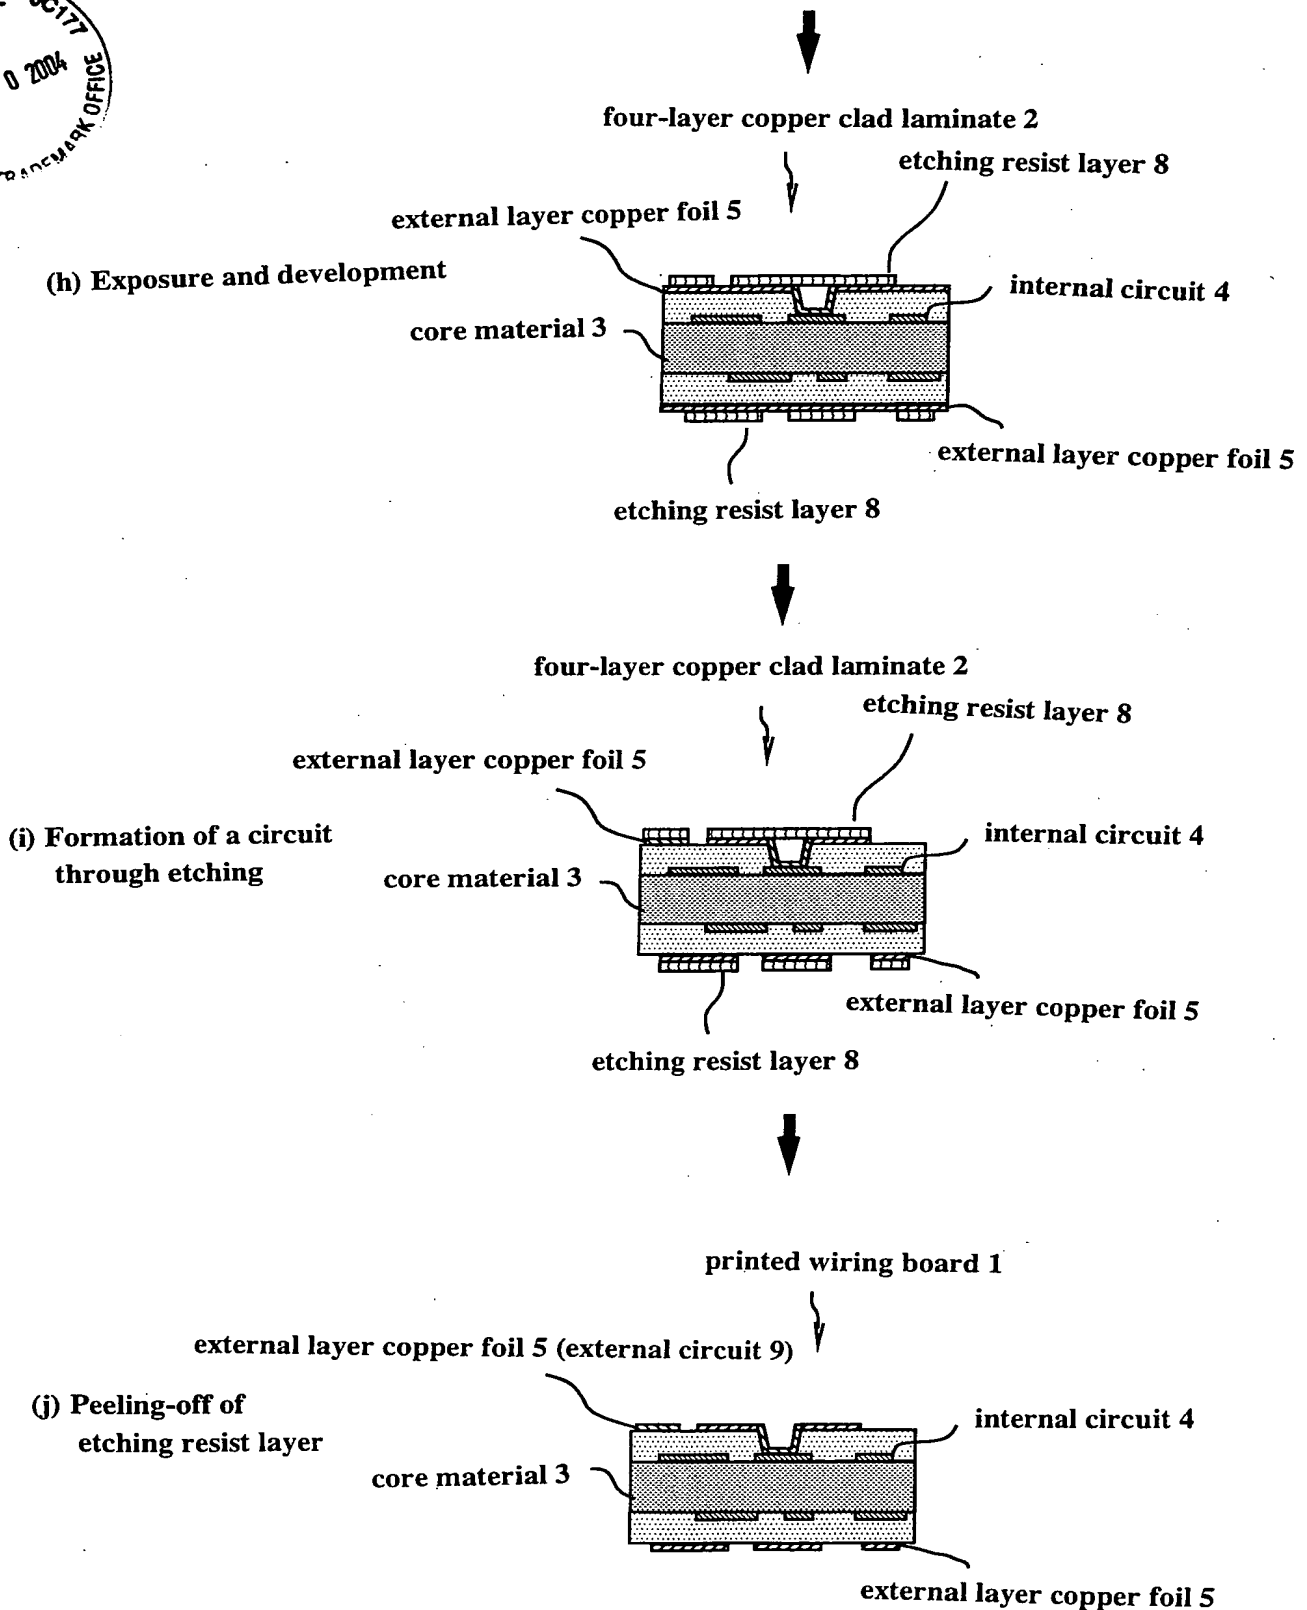 JC177
0 2004
TRADEMARK OFFICE
four-layer copper clad laminate 2
etching resist layer 8
external layer copper foil 5
(h) Exposure and development
internal circuit 4
core material 3
external layer copper foil 5
etching resist layer 8
four-layer copper clad laminate 2
etching resist layer 8
external layer copper foil 5
(i) Formation of a circuit
through etching
internal circuit 4
core material 3
external layer copper foil 5
etching resist layer 8
printed wiring board 1
external layer copper foil 5 (external circuit 9)
(j) Peeling-off of
etching resist layer
internal circuit 4
core material 3
external layer copper foil 5